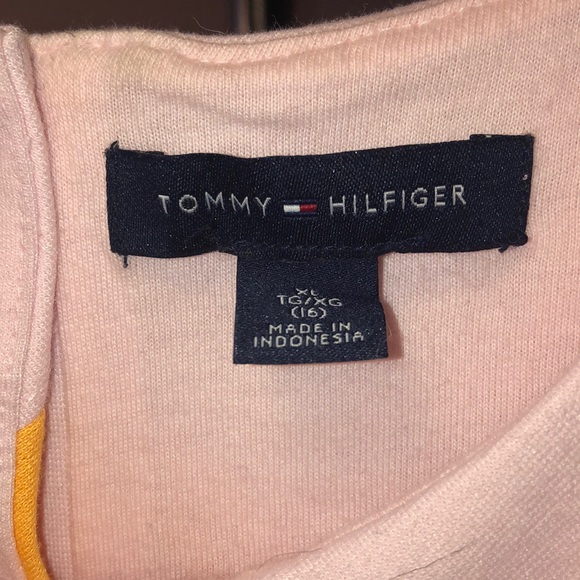 TOMMY HILFIGER
XL
TG/XG
(16)
MADE IN
INDONESIA